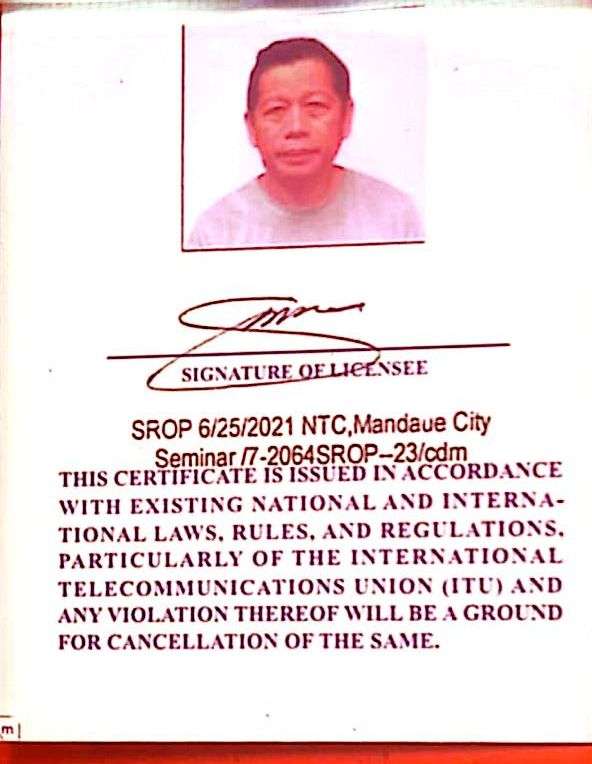 SIGNATURE OF LICENSEE
SROP 6/25/2021 NTC,Mandaue City
Seminar /7-2064SROP--23/cdm
THIS CERTIFICATE IS ISSUED IN ACCORDANCE
WITH EXISTING NATIONAL AND INTERNA-
TIONAL LAWS, RULES, AND REGULATIONS,
PARTICULARLY OF THE INTERNATIONAL
TELECOMMUNICATIONS UNION (ITU) AND
ANY VIOLATION THEREOF WILL BE A GROUND
FOR CANCELLATION OF THE SAME.
m